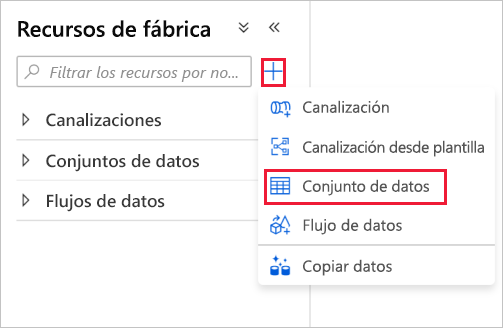 Recursos de fábrica
Filtrar los recursos por no...
Canalizaciones
Conjuntos de datos
Flujos de datos
Canalización
Canalización desde plantilla
Conjunto de datos
Flujo de datos
Copiar datos